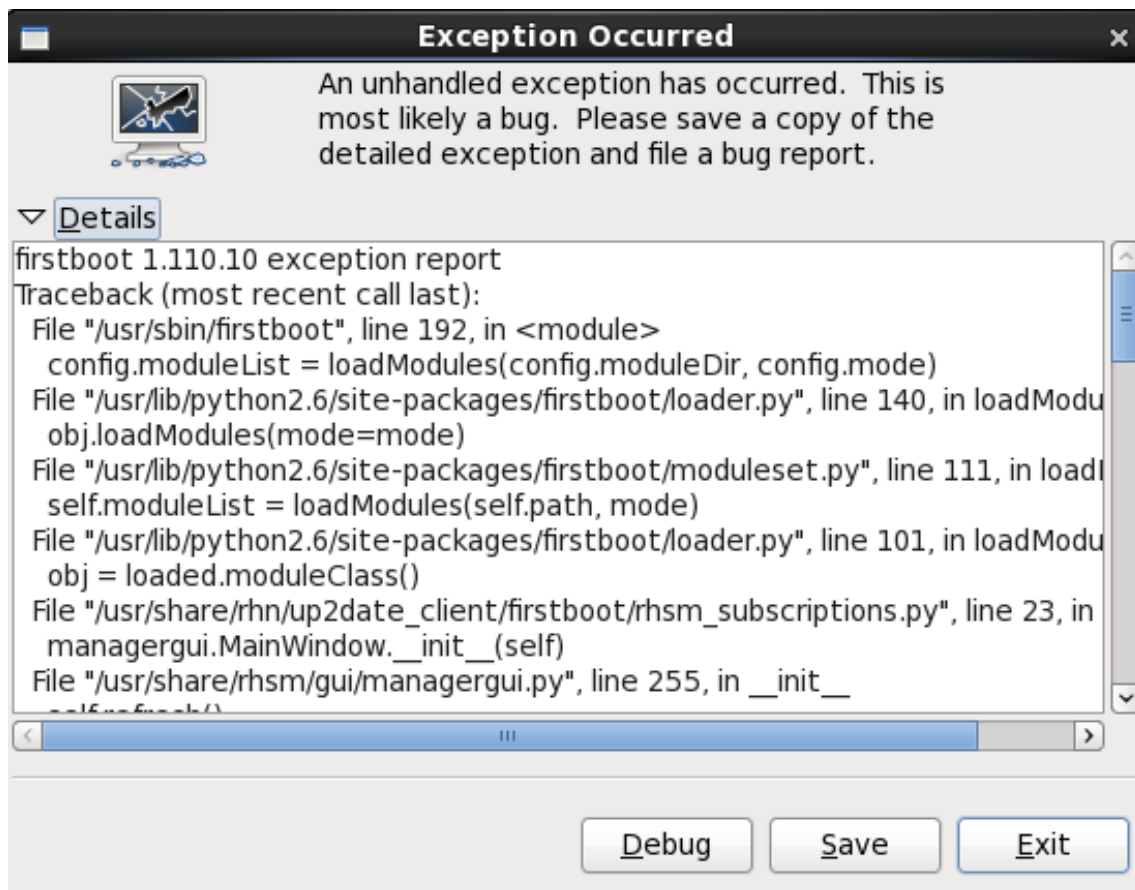 Exception Occurred
An unhandled exception has occurred. This is
most likely a bug. Please save a copy of the
detailed exception and file a bug report.
Details
firstboot 1.110.10 exception report
Traceback (most recent call last):
File "/usr/sbin/firstboot", line 192, in <module>
config.moduleList = loadModules(config.moduleDir, config.mode)
File "/usr/lib/python2.6/site-packages/firstboot/loader.py", line 140, in loadModu
obj.loadModules(mode=mode)
File "/usr/lib/python2.6/site-packages/firstboot/moduleset.py", line 111, in load
self.moduleList = loadModules(self.path, mode)
File "/usr/lib/python2.6/site-packages/firstboot/loader.py", line 101, in loadModu
obj = loaded.moduleClass()
File "/usr/share/rhn/up2date_client/firstboot/rhsm_subscriptions.py", line 23, in
managergui.MainWindow.__init__(self)
File "/usr/share/rhsm/gui/managergui.py", line 255, in __init__
self.refresh()
Debug Save Exit